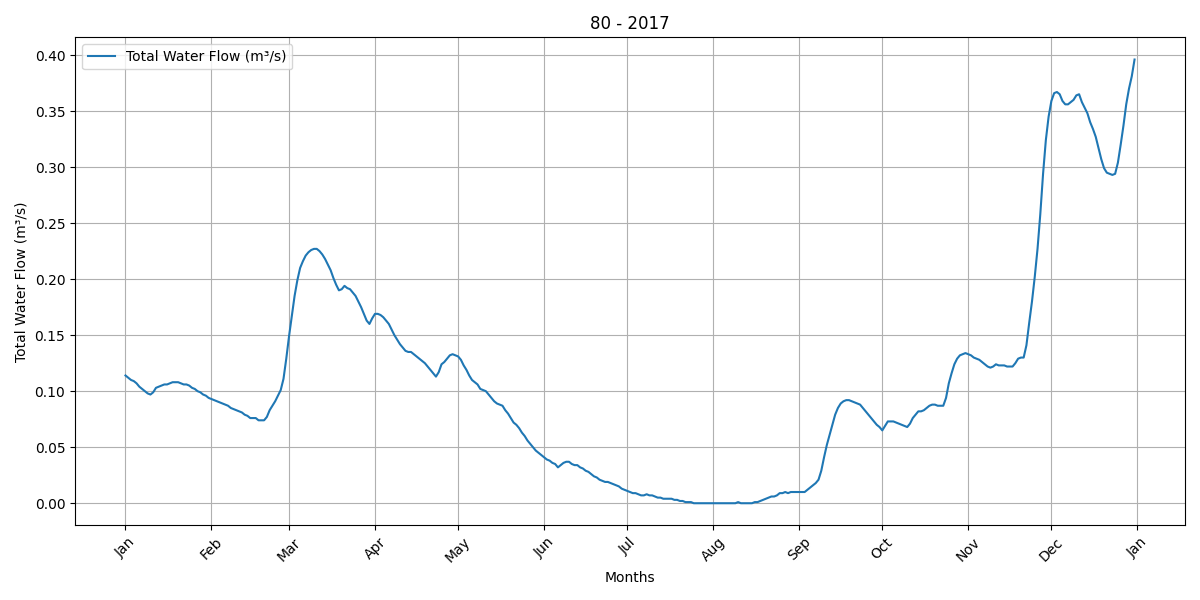 80 - 2017
Total Water Flow (m³/s)
Total Water Flow (m³/s)
0.40
0.35
0.30
0.25
0.20
0.15
0.10
0.05
0.00
Jan Feb Mar Apr May Jun Jul Aug Sep Oct Nov Dec Jan
Months